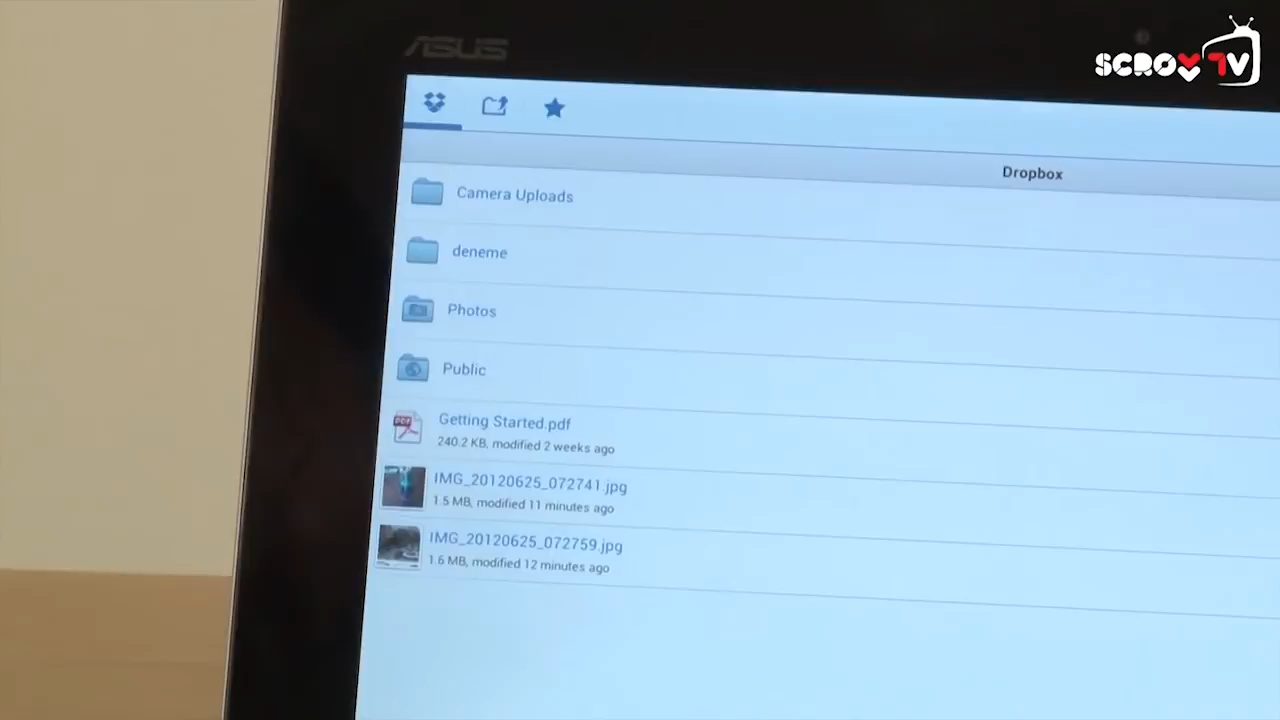 ASUS
SCROLL TV
Dropbox
Camera Uploads
deneme
Photos
Public
PDF
Getting Started.pdf
240.2 KB, modified 2 weeks ago
IMG_20120625_072741.jpg
1.5 MB, modified 11 minutes ago
IMG_20120625_072759.jpg
1.6 MB, modified 12 minutes ago